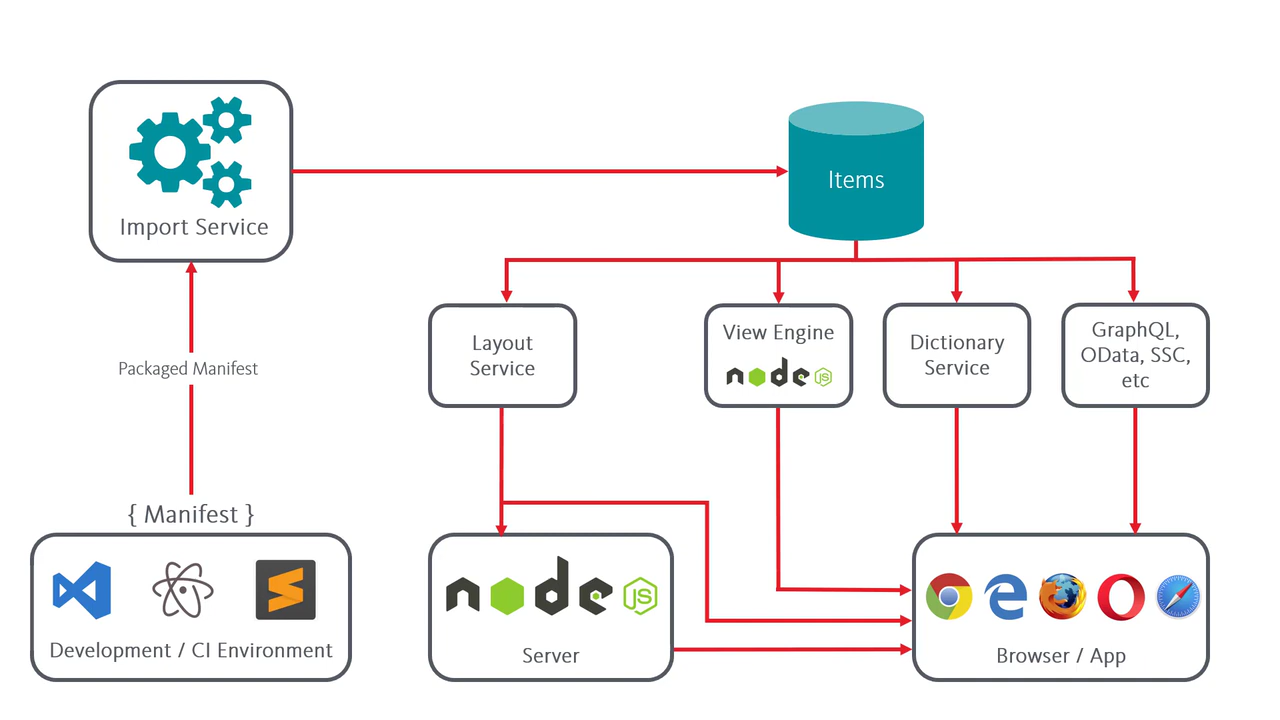 Import Service
Items
Packaged Manifest
{ Manifest }
Development / CI Environment
Layout
Service
View Engine
node JS
Dictionary
Service
GraphQL,
OData, SSC,
etc
node JS
Server
Browser / App